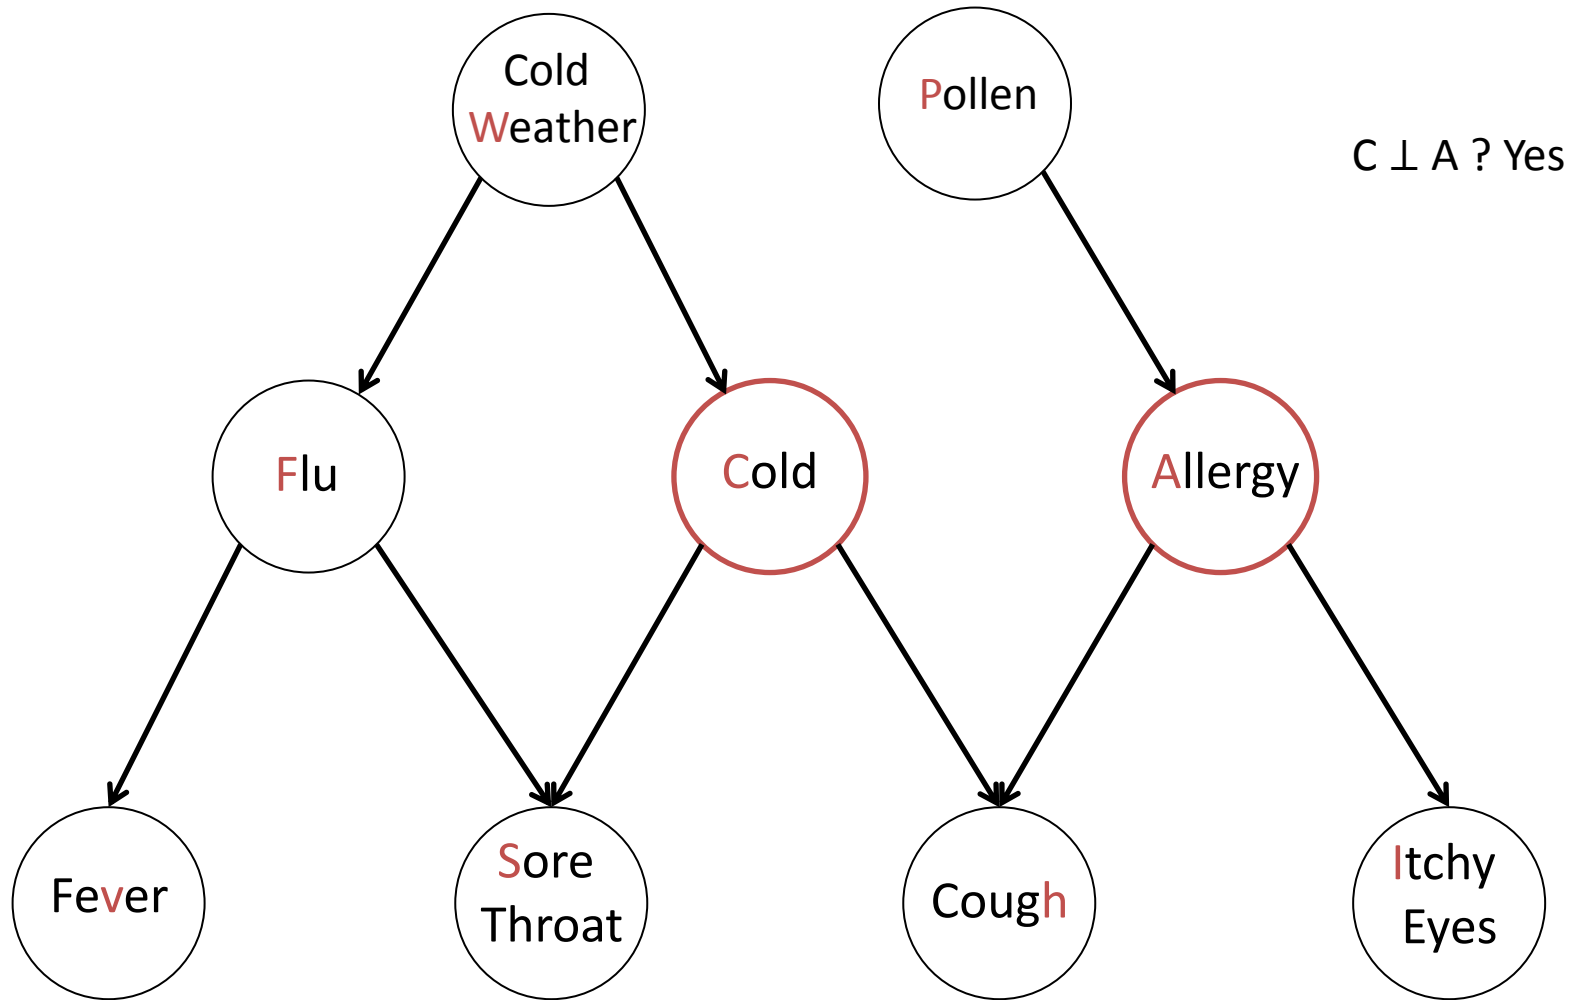 Cold
Weather
Pollen
C ⊥ A ? Yes
Flu
Cold
Allergy
Fever
Sore
Throat
Cough
Itchy
Eyes